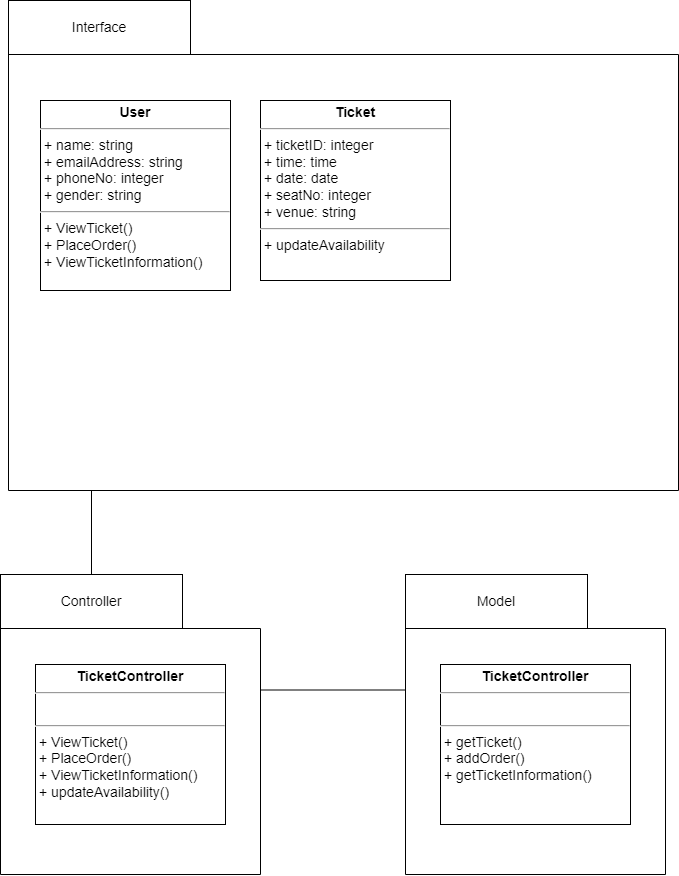 Interface
User
+ name: string
+ emailAddress: string
+ phoneNo: integer
+ gender: string
+ ViewTicket()
+ PlaceOrder()
+ ViewTicketInformation()
Ticket
+ ticketID: integer
+ time: time
+ date: date
+ seatNo: integer
+ venue: string
+ updateAvailability
Controller
TicketController
+ ViewTicket()
+ PlaceOrder()
+ ViewTicketInformation()
+ updateAvailability()
Model
TicketController
+ getTicket()
+ addOrder()
+ getTicketInformation()